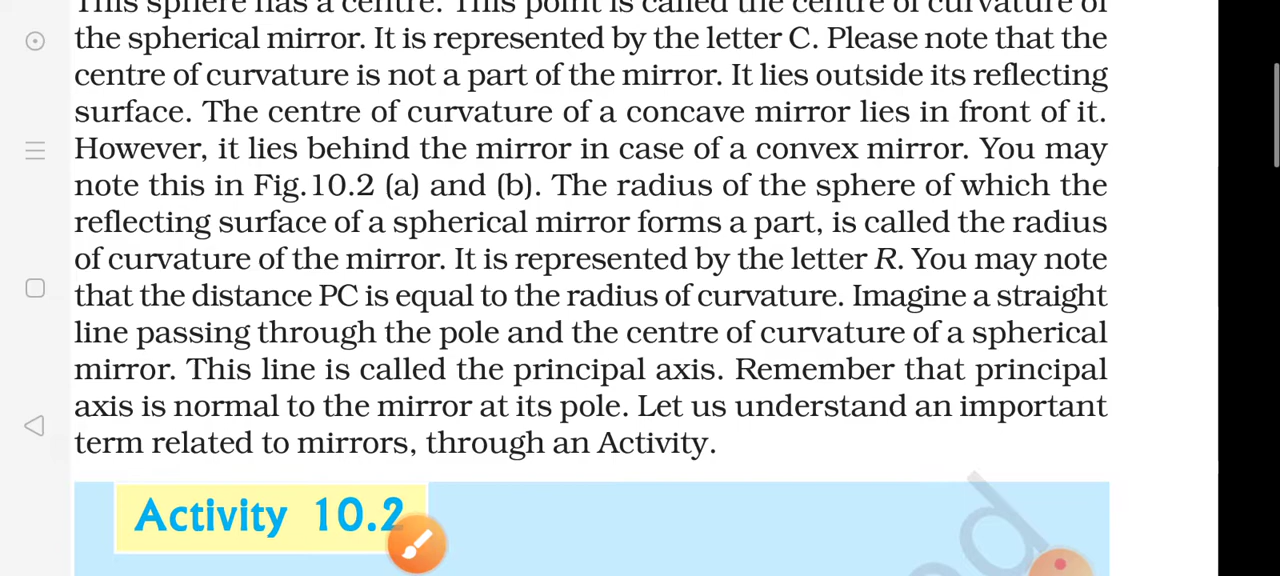 This sphere has a centre. This point is called the centre of curvature of
the spherical mirror. It is represented by the letter C. Please note that the
centre of curvature is not a part of the mirror. It lies outside its reflecting
surface. The centre of curvature of a concave mirror lies in front of it.
However, it lies behind the mirror in case of a convex mirror. You may
note this in Fig.10.2 (a) and (b). The radius of the sphere of which the
reflecting surface of a spherical mirror forms a part, is called the radius
of curvature of the mirror. It is represented by the letter R. You may note
that the distance PC is equal to the radius of curvature. Imagine a straight
line passing through the pole and the centre of curvature of a spherical
mirror. This line is called the principal axis. Remember that principal
axis is normal to the mirror at its pole. Let us understand an important
term related to mirrors, through an Activity.
Activity 10.2